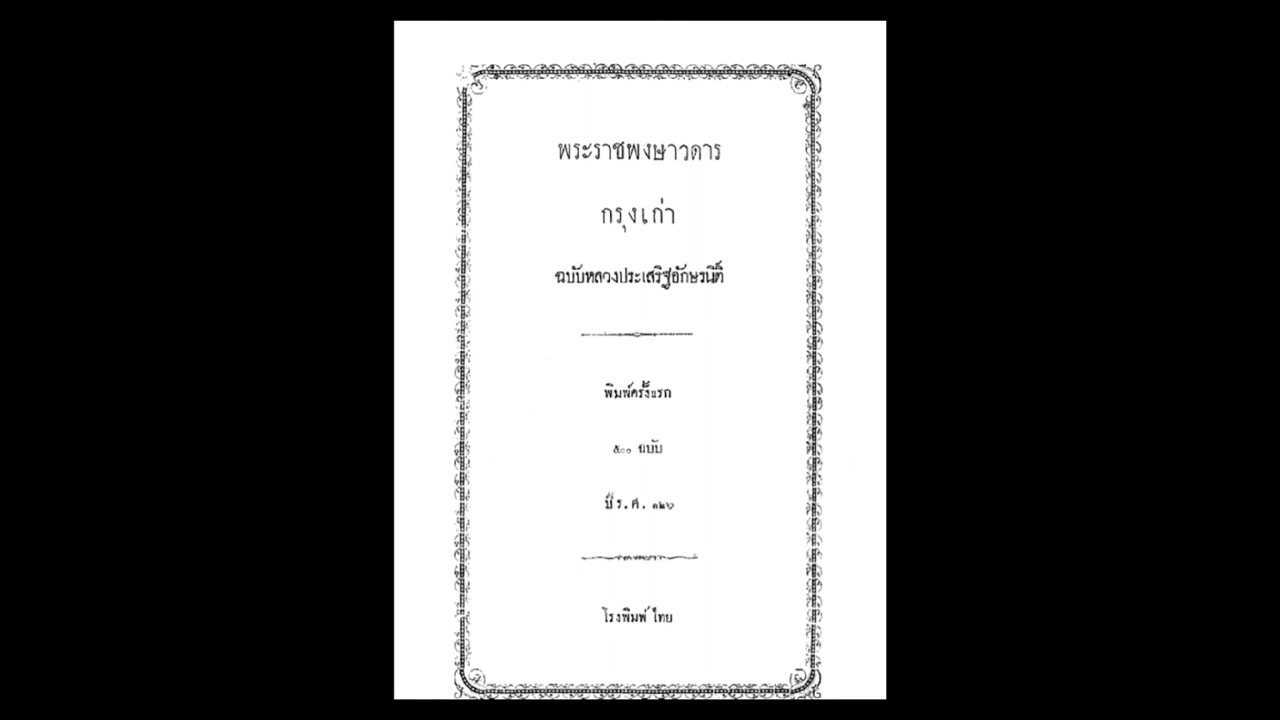 พระราชพงษาวดาร
กรุงเก่า
ฉบับหลวงประเสริฐอักษรนิติ์
พิมพ์ครั้งแรก
๕๐๐ ฉบับ
ปี ร.ศ. ๑๒๖
โรงพิมพ์ ไทย